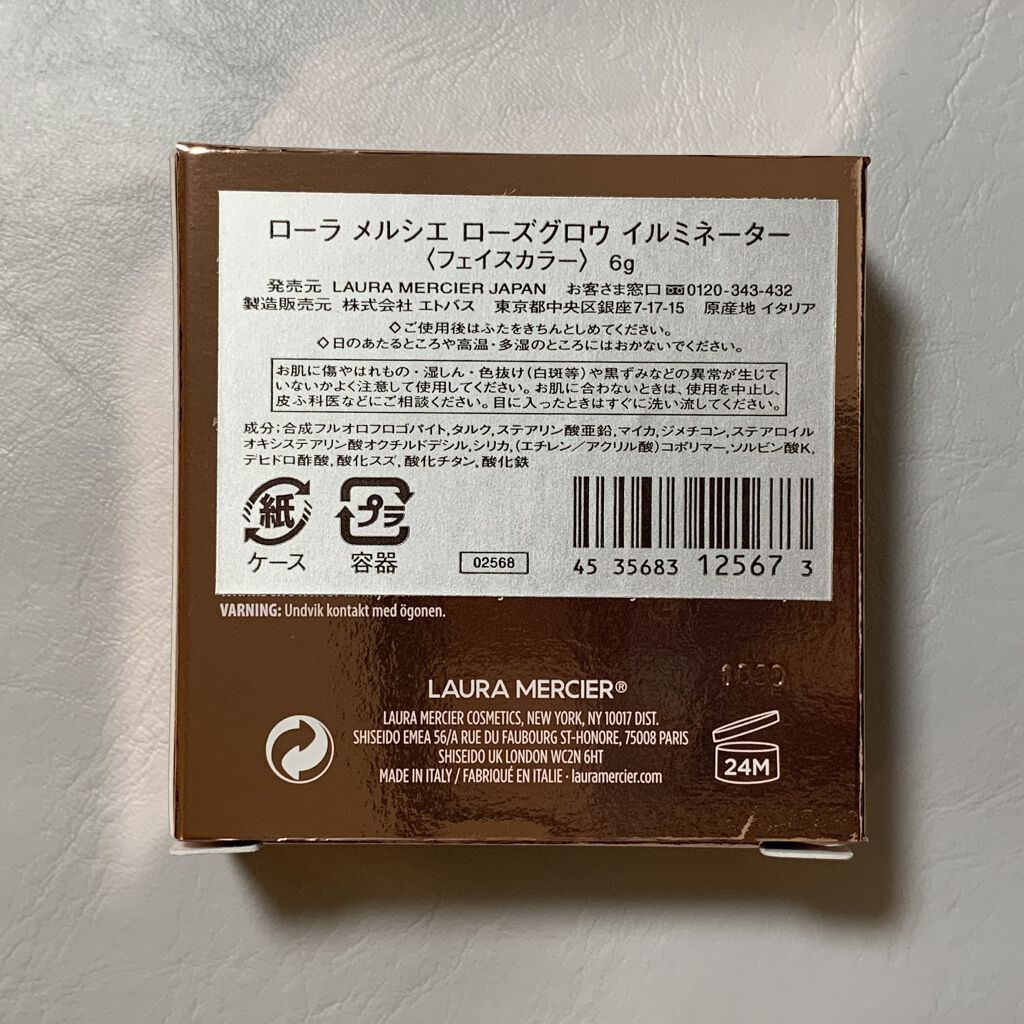 ローラ メルシエ ローズグロウ イルミネーター
〈フェイスカラー〉 6g
発売元 LAURA MERCIER JAPAN お客さま窓口 0120-343-432
製造販売元 株式会社 エトバス 東京都中央区銀座7-17-15 原産地 イタリア
◇ご使用後はふたをきちんとしめてください。
◇日のあたるところや高温・多湿のところにはおかないでください。
お肌に傷やはれもの・湿しん・色抜け(白斑等)や黒ずみなどの異常が生じて
いないかよく注意して使用してください。お肌に合わないときは、使用を中止し、
皮ふ科医などにご相談ください。目に入ったときはすぐに洗い流してください。
成分;合成フルオロフロゴパイト,タルク,ステアリン酸亜鉛,マイカ,ジメチコン,ステアロイル
オキシステアリン酸オクチルドデシル,シリカ,(エチレン/アクリル酸)コポリマー,ソルビン酸K,
デヒドロ酢酸,酸化スズ,酸化チタン,酸化鉄
紙 プラ
ケース 容器 02568 45 35683 12567 3
VARNING: Undvik kontakt med ögonen.
LAURA MERCIER®
LAURA MERCIER COSMETICS, NEW YORK, NY 10017 DIST.
SHISEIDO EMEA 56/A RUE DU FAUBOURG ST-HONORE, 75008 PARIS
SHISEIDO UK LONDON WC2N 6HT
MADE IN ITALY / FABRIQUÉ EN ITALIE · lauramercier.com
24M